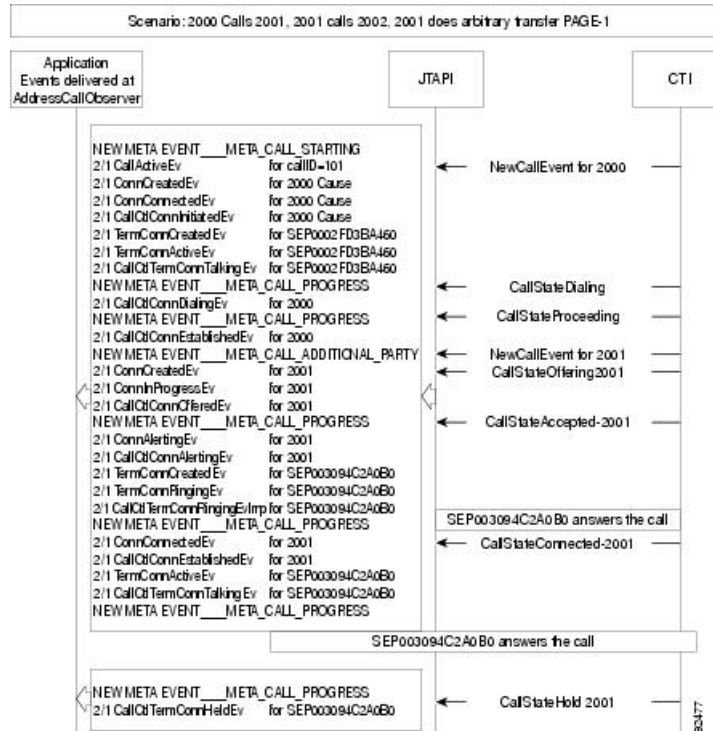 Scenario: 2000 Calls 2001, 2001 calls 2002, 2001 does arbitrary transfer PAGE-1
Application
Events delivered at
AddressCallObserver
JTAPI
CTI
NEW META EVENT___META_CALL_STARTING
2/1 CallActiveEv for callID=101
2/1 ConnCreatedEv for 2000 Cause
2/1 ConnConnectedEv for 2000 Cause
2/1 CallCtlConnInitiatedEv for 2000 Cause
2/1 TermConnCreatedEv for SEP0002FD3BA460
2/1 TermConnActiveEv for SEP0002FD3BA460
2/1 CallCtlTermConnTalkingEv for SEP0002FD3BA460
NEW META EVENT___META_CALL_PROGRESS
2/1 CallCtlConnDialingEv for 2000
NEW META EVENT___META_CALL_PROGRESS
2/1 CallCtlConnEstablishedEv for 2000
NEW META EVENT___META_CALL_ADDITIONAL_PARTY
2/1 ConnCreatedEv for 2001
2/1 ConnInProgressEv for 2001
2/1 CallCtlConnOfferedEv for 2001
NEW META EVENT___META_CALL_PROGRESS
2/1 ConnAlertingEv for 2001
2/1 CallCtlConnAlertingEv for 2001
2/1 TermConnCreatedEv for SEP003094C2A0B0
2/1 TermConnRingingEv for SEP003094C2A0B0
2/1 CallCtlTermConnRingingEvImp for SEP003094C2A0B0
NEW META EVENT___META_CALL_PROGRESS
2/1 ConnConnectedEv for 2001
2/1 CallCtlConnEstablishedEv for 2001
2/1 TermConnActiveEv for SEP003094C2A0B0
2/1 CallCtlTermConnTalkingEv for SEP003094C2A0B0
NEW META EVENT___META_CALL_PROGRESS
NewCallEvent for 2000
CallStateDialing
CallStateProceeding
NewCallEvent for 2001
CallStateOffering2001
CallStateAccepted-2001
SEP003094C2A0B0 answers the call
CallStateConnected-2001
SEP003094C2A0B0 answers the call
NEW META EVENT___META_CALL_PROGRESS
2/1 CallCtlTermConnHeldEv for SEP003094C2A0B0
CallStateHold 2001
92477